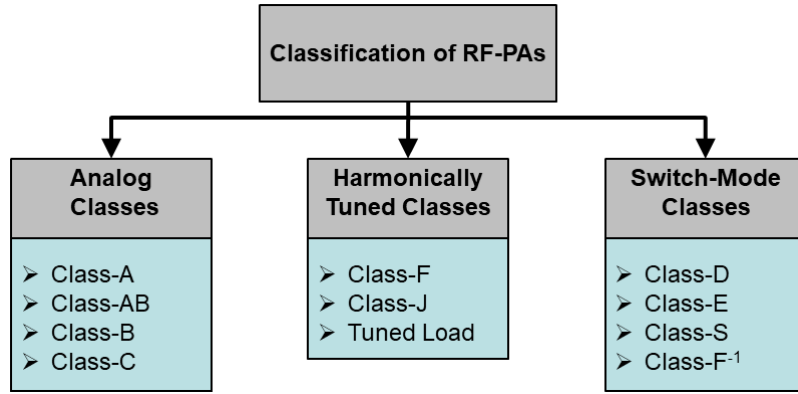 Classification of RF-PAs
Analog
Classes
➢ Class-A
➢ Class-AB
➢ Class-B
➢ Class-C
Harmonically
Tuned Classes
➢ Class-F
➢ Class-J
➢ Tuned Load
Switch-Mode
Classes
➢ Class-D
➢ Class-E
➢ Class-S
➢ Class-F⁻¹